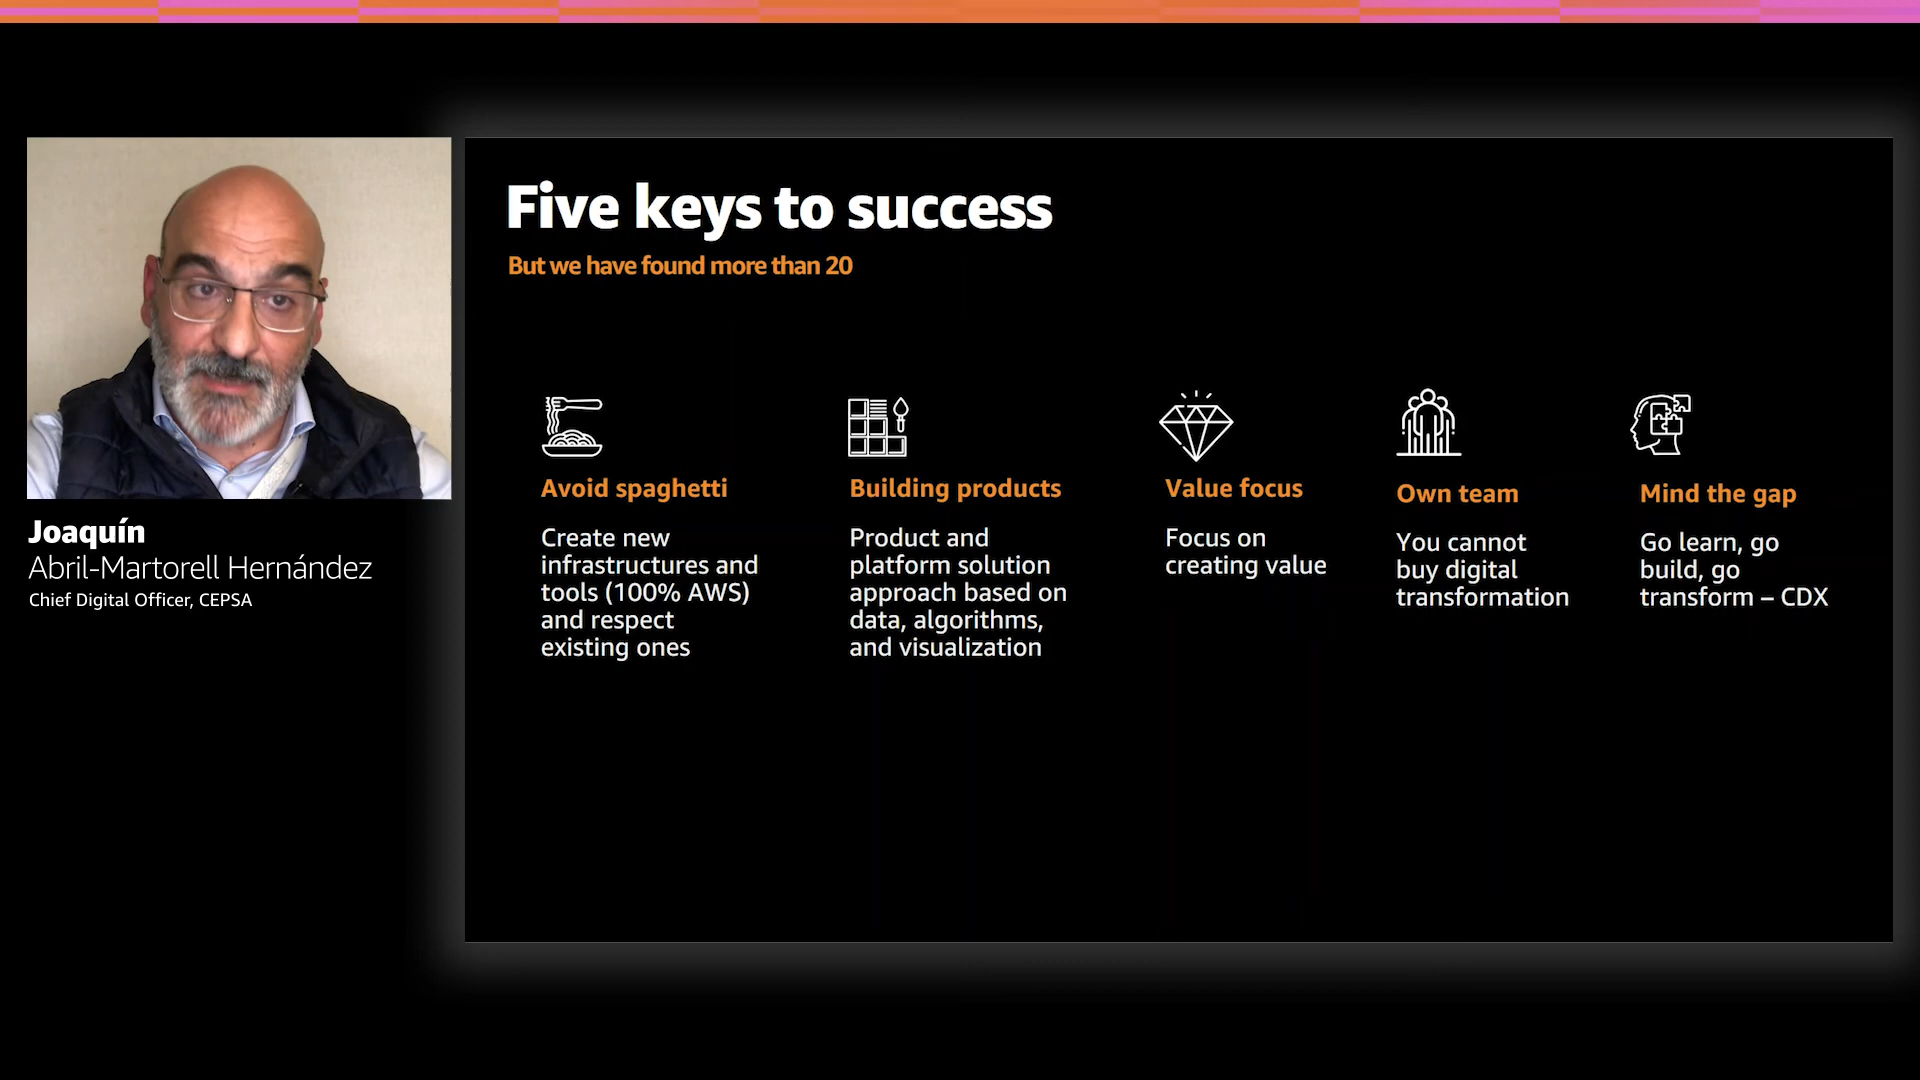 Five keys to success
But we have found more than 20
Avoid spaghetti
Create new
infrastructures and
tools (100% AWS)
and respect
existing ones
Building products
Product and
platform solution
approach based on
data, algorithms,
and visualization
Value focus
Focus on
creating value
Own team
You cannot
buy digital
transformation
Mind the gap
Go learn, go
build, go
transform – CDX
Joaquín
Abril-Martorell Hernández
Chief Digital Officer, CEPSA